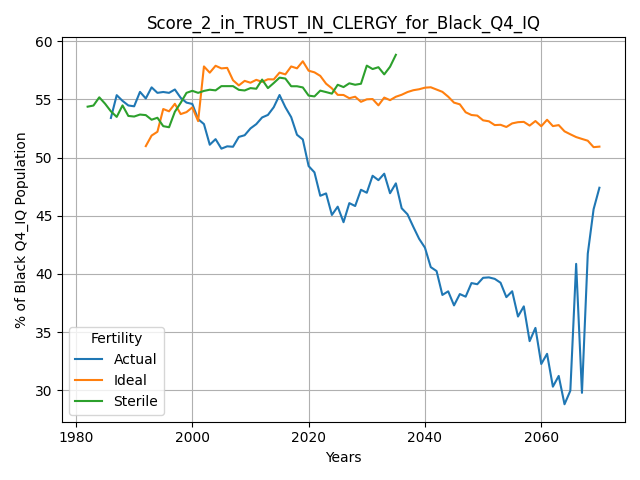 Score_2_in_TRUST_IN_CLERGY_for_Black_Q4_IQ
% of Black Q4_IQ Population
60
55
50
45
40
35
30
Fertility
Actual
Ideal
Sterile
1980
2000
2020
2040
2060
Years